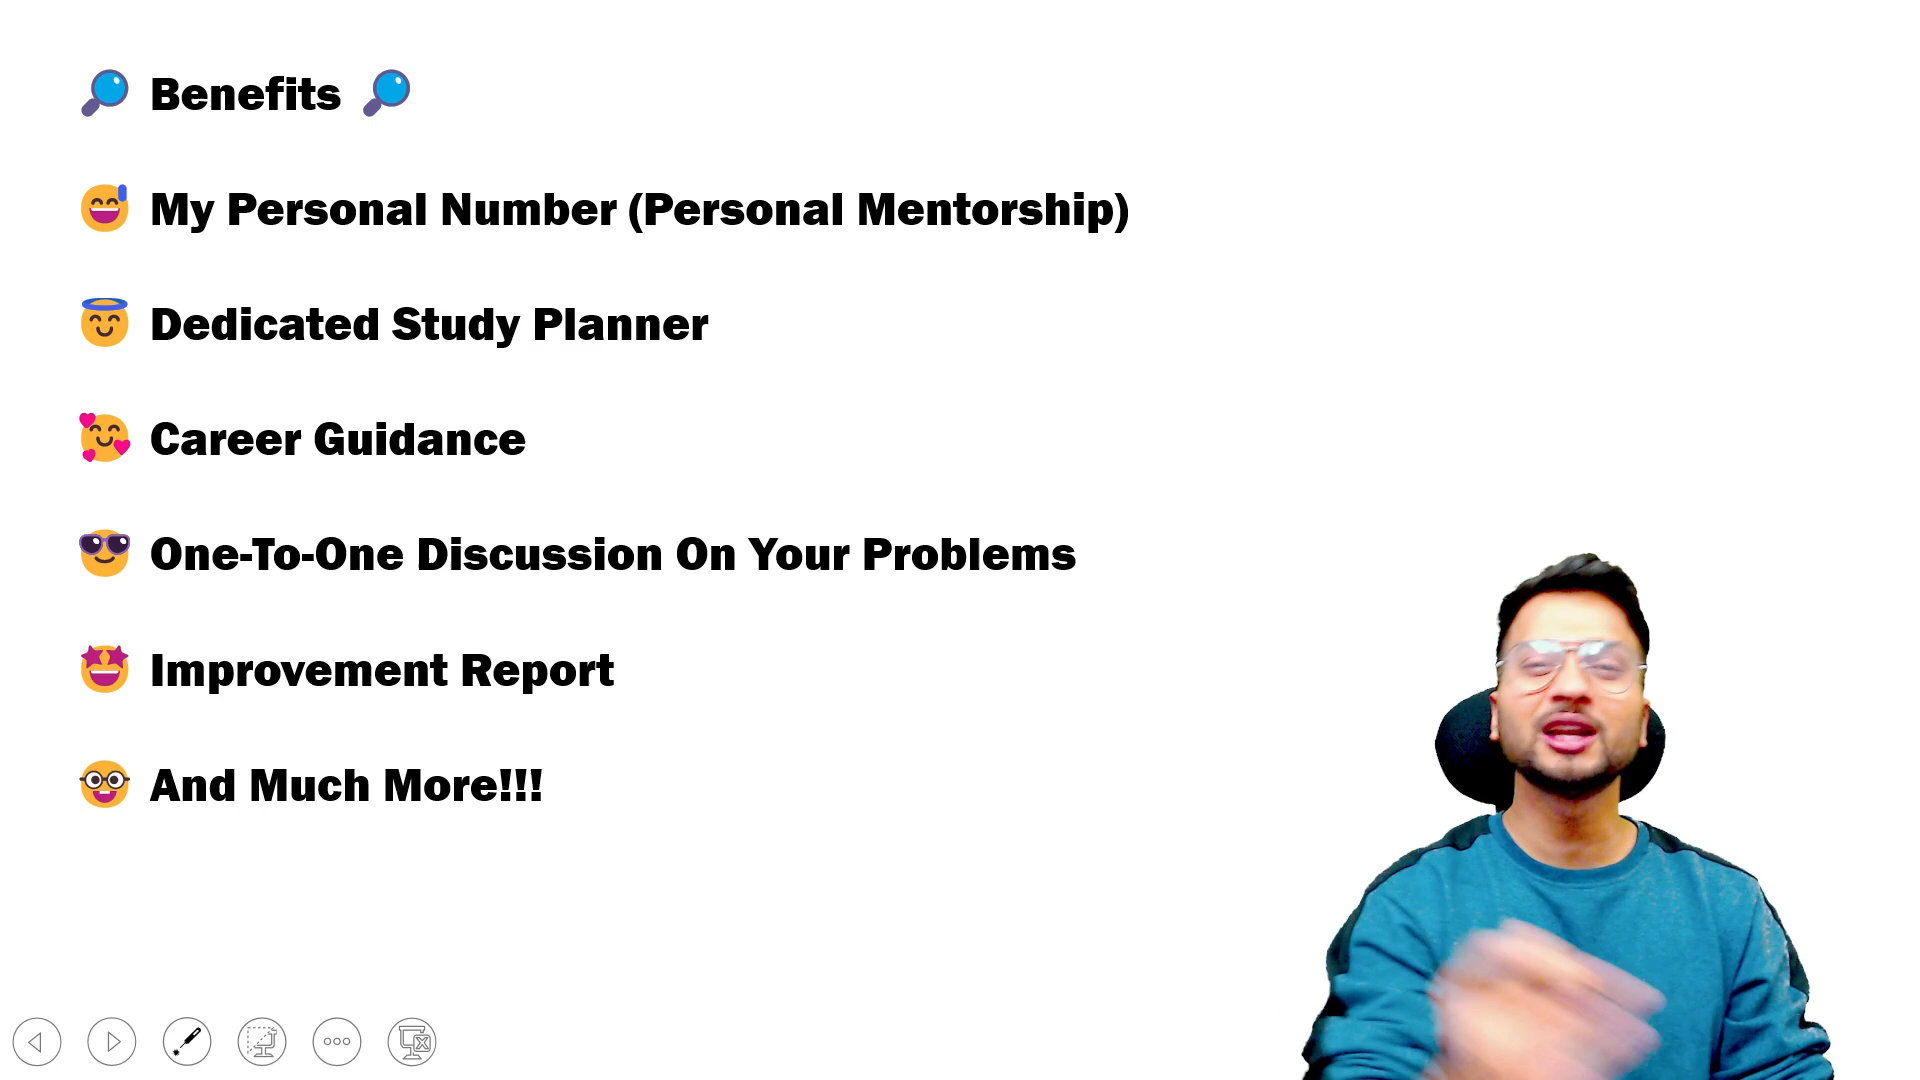 Benefits
My Personal Number (Personal Mentorship)
Dedicated Study Planner
Career Guidance
One-To-One Discussion On Your Problems
Improvement Report
And Much More!!!